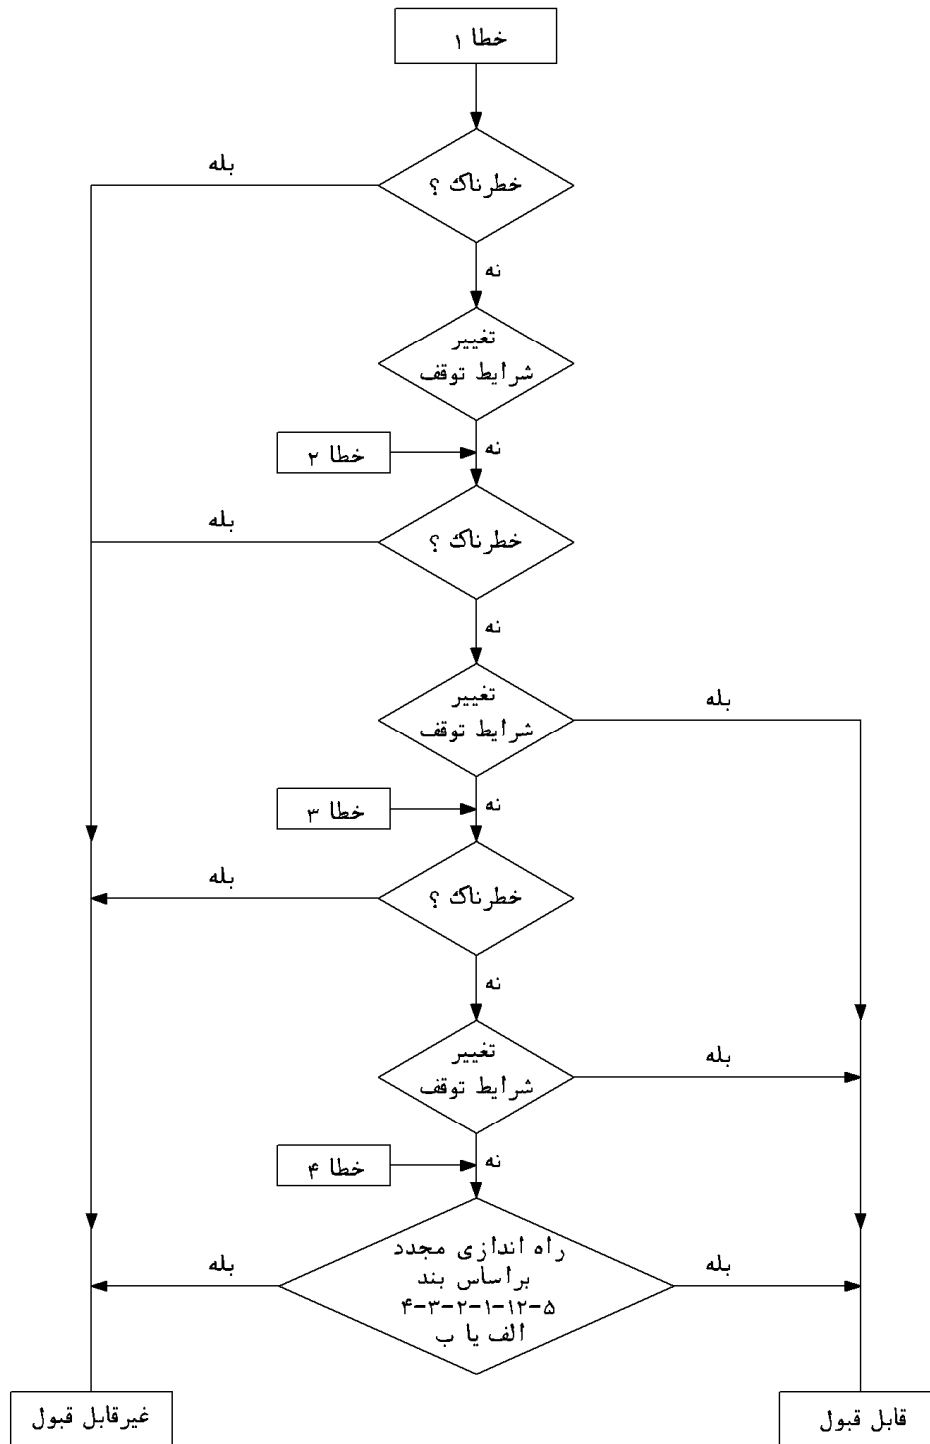 خطا ۱
خطرناک ؟
بله
نه
تغییر
شرایط توقف
نه
خطا ۲
خطرناک ؟
بله
نه
تغییر
شرایط توقف
بله
نه
خطا ۳
خطرناک ؟
بله
نه
تغییر
شرایط توقف
بله
نه
خطا ۴
راه اندازی مجدد
براساس بند
۴-۳-۲-۱-۱۲-۵
الف یا ب
بله
بله
قابل قبول
غیرقابل قبول